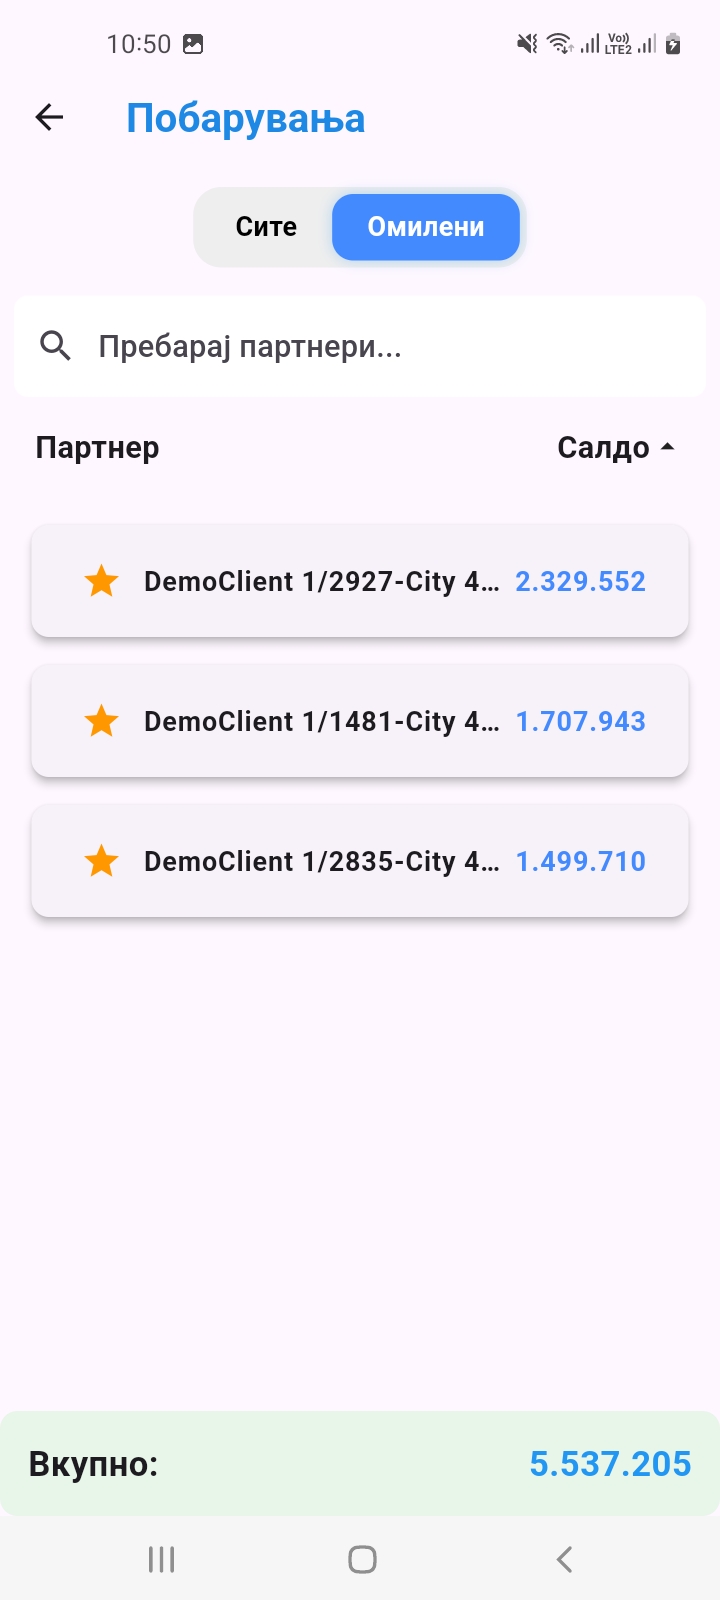 10:50
Vo)) LTE2
Побарувања
Сите Омилени
Пребарај партнери...
Партнер Салдо
DemoClient 1/2927-City 4... 2.329.552
DemoClient 1/1481-City 4... 1.707.943
DemoClient 1/2835-City 4... 1.499.710
Вкупно: 5.537.205